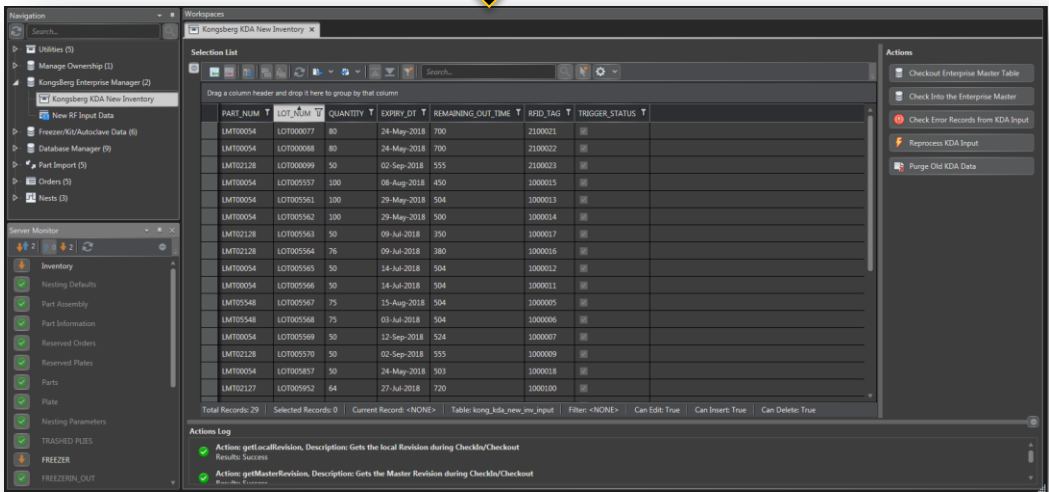 Navigation
Search...
Utilities (5)
Manage Ownership (1)
KongsBerg Enterprise Manager (2)
Kongsberg KDA New Inventory
New RF Input Data
Freezer/Kit/Autoclave Data (6)
Database Manager (9)
Part Import (5)
Orders (5)
Nests (3)
Server Monitor
2 0 2
Inventory
Nesting Defaults
Part Assembly
Part Information
Reserved Orders
Reserved Plates
Parts
Plate
Nesting Parameters
TRASHED PLIES
FREEZER
FREEZERIN_OUT
Workspaces
Kongsberg KDA New Inventory
Selection List
Search...
Drag a column header and drop it here to group by that column
PART_NUM LOT_NUM QUANTITY EXPIRY_DT REMAINING_OUT_TIME RFID_TAG TRIGGER_STATUS
LMT00054 LOT000077 80 24-May-2018 700 2100021
LMT00054 LOT000088 80 24-May-2018 700 2100022
LMT02128 LOT000099 50 02-Sep-2018 555 2100023
LMT00054 LOT005557 100 08-Aug-2018 450 1000015
LMT00054 LOT005561 100 29-May-2018 504 1000013
LMT00054 LOT005562 100 29-May-2018 500 1000014
LMT02128 LOT005563 50 09-Jul-2018 350 1000017
LMT02128 LOT005564 76 09-Jul-2018 380 1000016
LMT00054 LOT005565 50 14-Jul-2018 504 1000012
LMT00054 LOT005566 50 14-Jul-2018 504 1000011
LMT05548 LOT005567 75 15-Aug-2018 504 1000005
LMT05548 LOT005568 75 03-Jul-2018 504 1000006
LMT00054 LOT005569 50 12-Sep-2018 524 1000007
LMT02128 LOT005570 50 02-Sep-2018 555 1000009
LMT00054 LOT005857 50 24-May-2018 503 1000018
LMT02127 LOT005952 64 27-Jul-2018 720 1000100
Total Records: 29 Selected Records: 0 Current Record: <NONE> Table: kong_kda_new_inv_input Filter: <NONE> Can Edit: True Can Insert: True Can Delete: True
Actions
Checkout Enterprise Master Table
Check Into the Enterprise Master
Check Error Records from KDA Input
Reprocess KDA Input
Purge Old KDA Data
Actions Log
Action: getLocalRevision, Description: Gets the local Revision during CheckIn/Checkout
Results: Success
Action: getMasterRevision, Description: Gets the Master Revision during CheckIn/Checkout
Results: Success